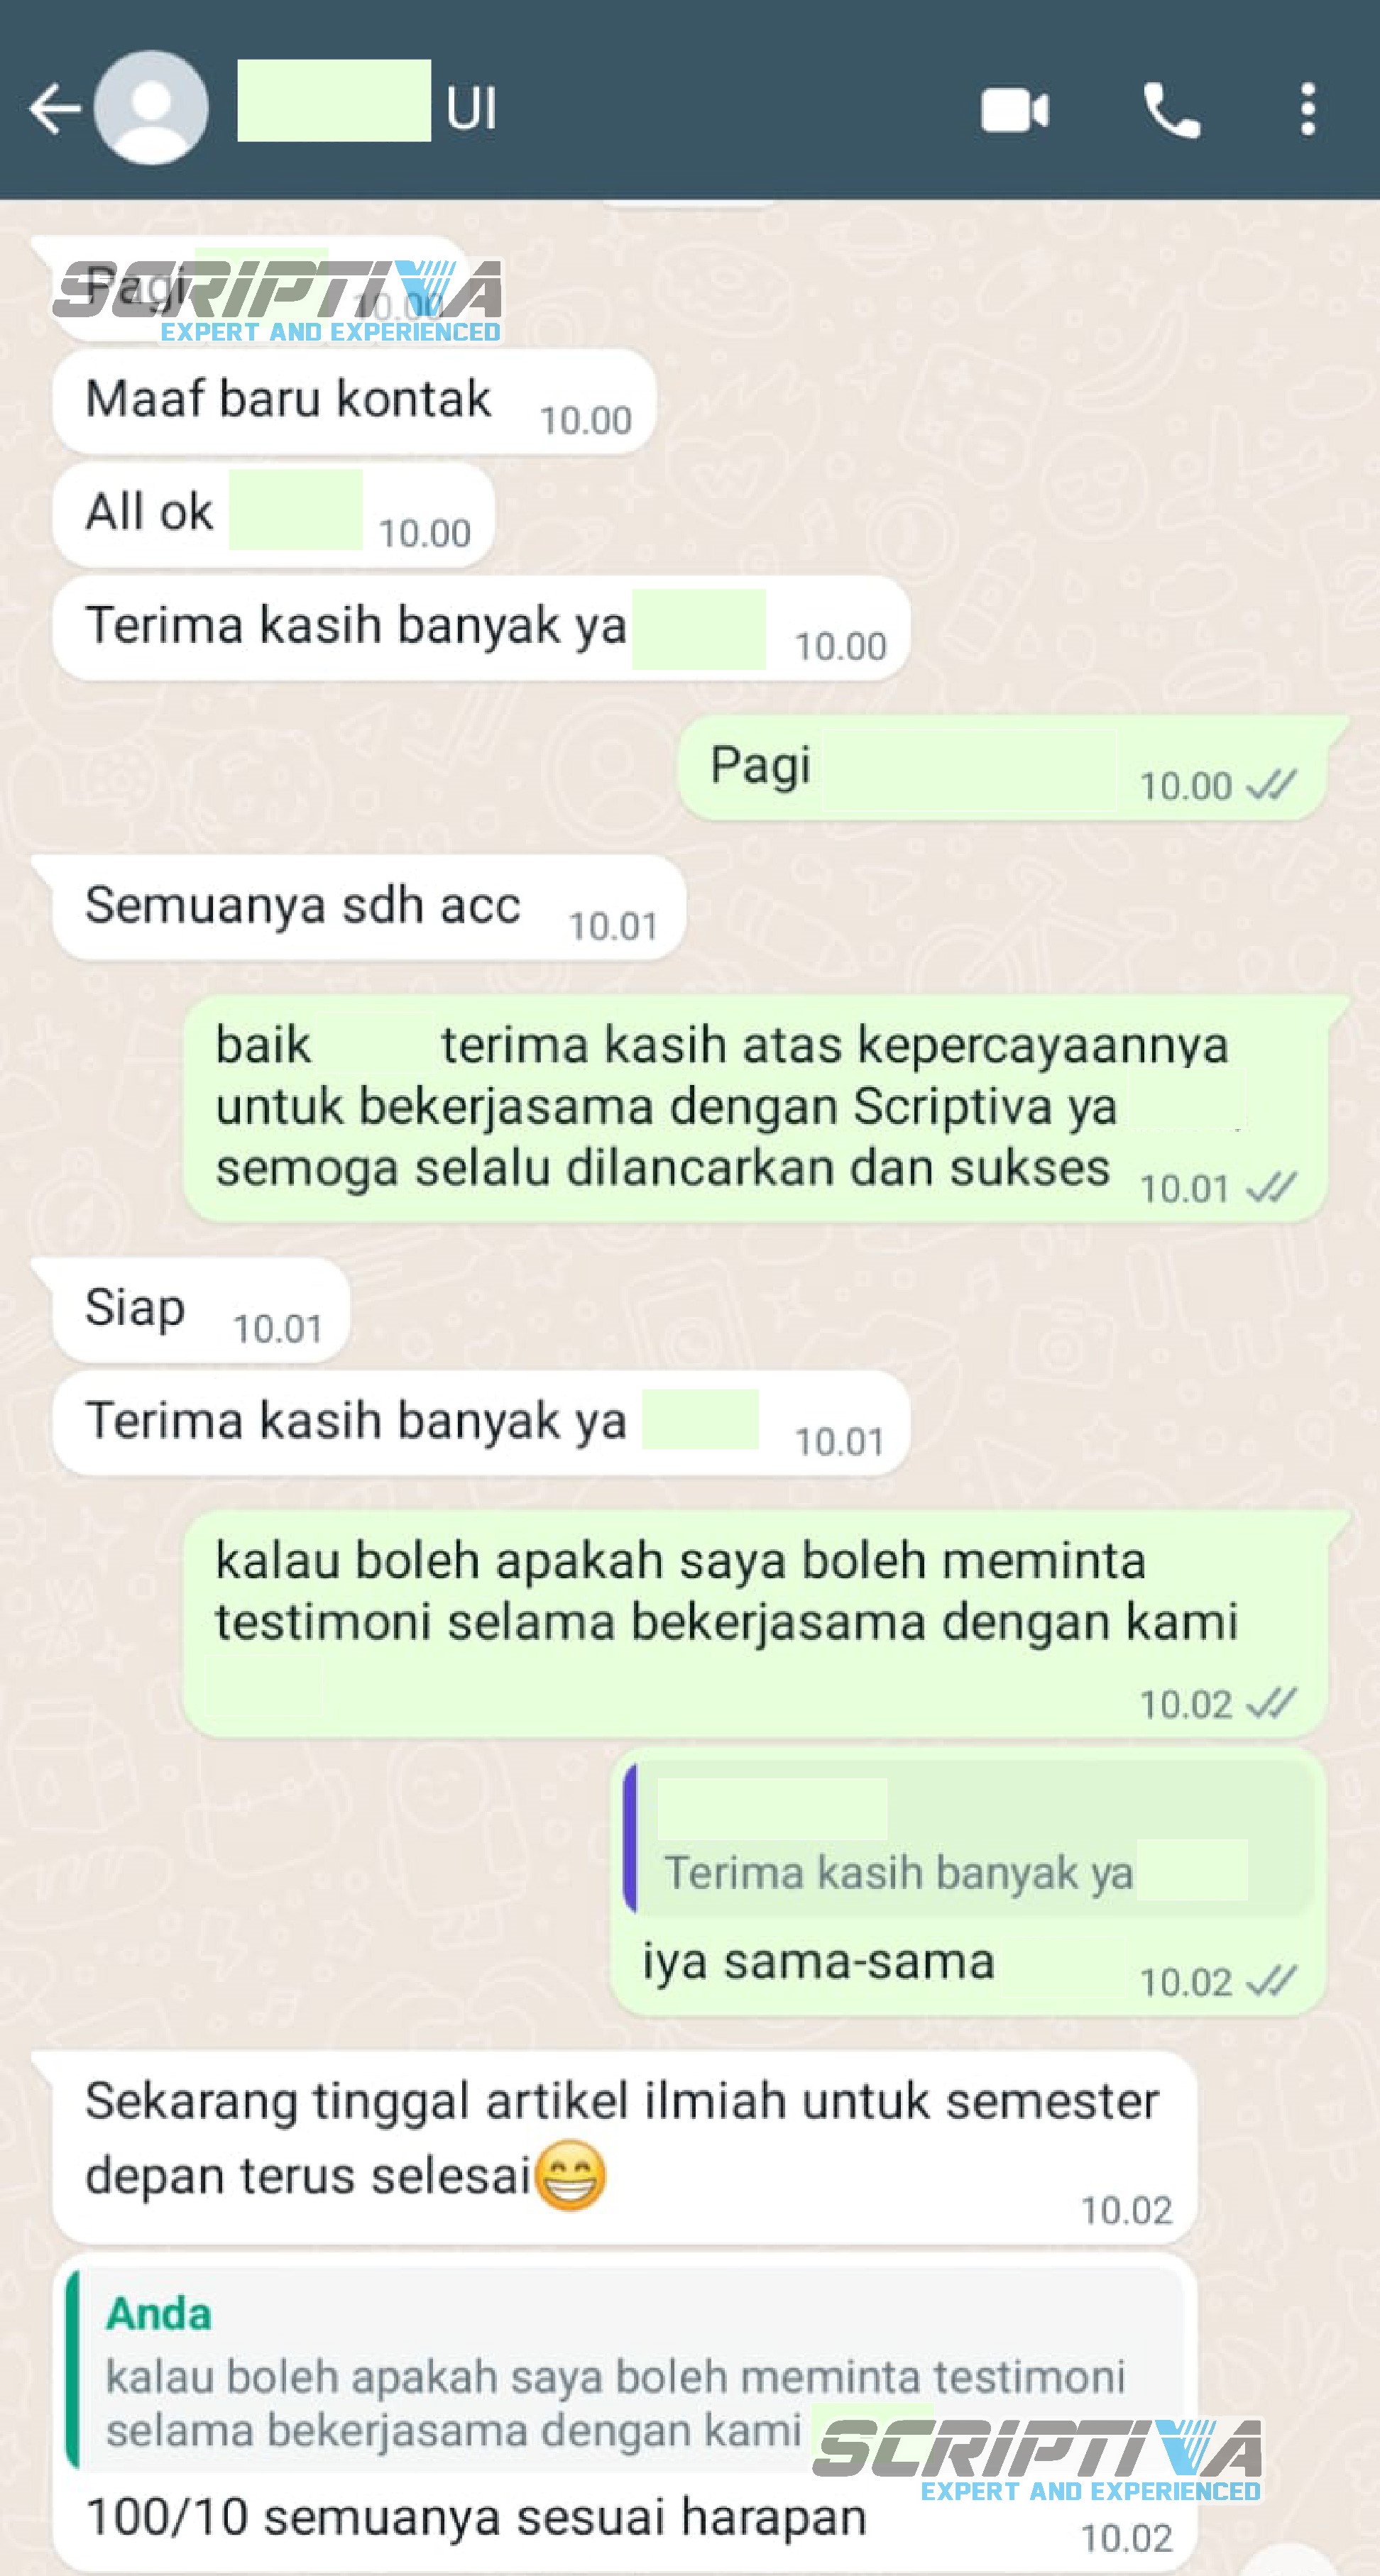 UI
Pagi 10.00
SCRIPTIVA
EXPERT AND EXPERIENCED
Maaf baru kontak 10.00
All ok 10.00
Terima kasih banyak ya 10.00
Pagi 10.00
Semuanya sdh acc 10.01
baik terima kasih atas kepercayaannya
untuk bekerjasama dengan Scriptiva ya
semoga selalu dilancarkan dan sukses 10.01
Siap 10.01
Terima kasih banyak ya 10.01
kalau boleh apakah saya boleh meminta
testimoni selama bekerjasama dengan kami
10.02
Terima kasih banyak ya
iya sama-sama 10.02
Sekarang tinggal artikel ilmiah untuk semester
depan terus selesai😁
10.02
Anda
kalau boleh apakah saya boleh meminta testimoni
selama bekerjasama dengan kami
SCRIPTIVA
EXPERT AND EXPERIENCED
100/10 semuanya sesuai harapan 10.02